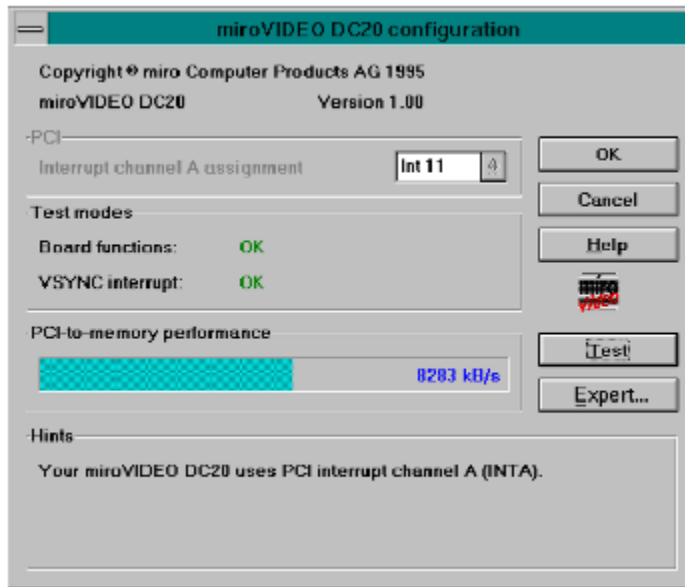 miroVIDEO DC20 configuration
Copyright © miro Computer Products AG 1995
miroVIDEO DC20 Version 1.00
PCI
Interrupt channel A assignment Int 11
OK
Cancel
Test modes
Board functions: OK
Help
VSYNC interrupt: OK
miro
VIDEO
PCI-to-memory performance
8283 kB/s
Test
Expert...
Hints
Your miroVIDEO DC20 uses PCI interrupt channel A (INTA).